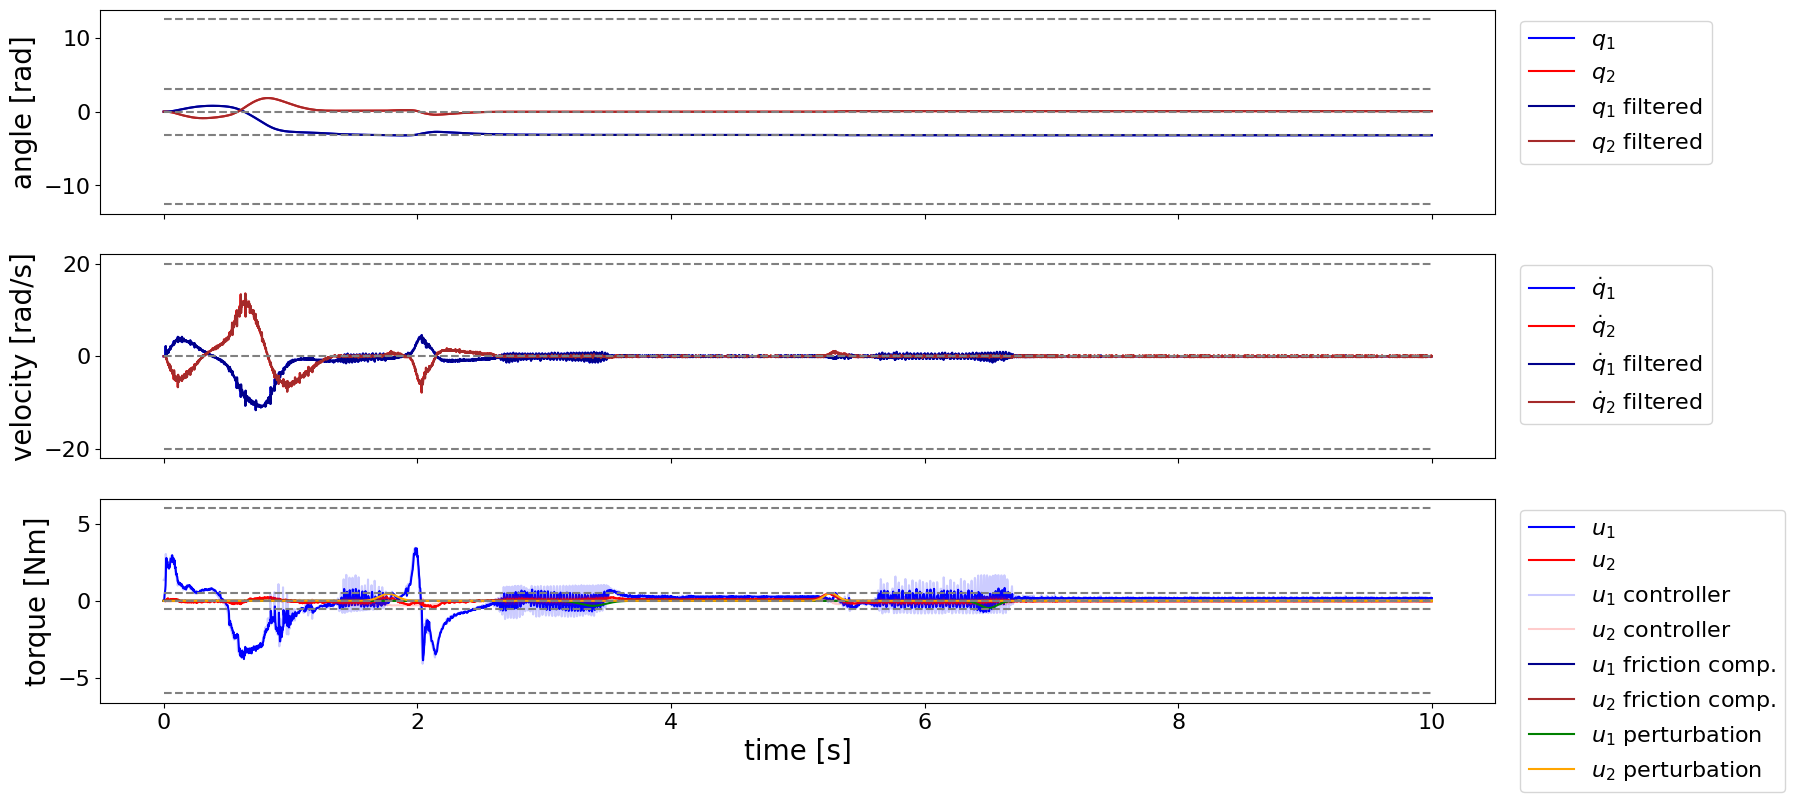 angle [rad]
10
0
−10
q₁
q₂
q₁ filtered
q₂ filtered
velocity [rad/s]
20
0
−20
q̇₁
q̇₂
q̇₁ filtered
q̇₂ filtered
torque [Nm]
5
0
−5
0 2 4 6 8 10
time [s]
u₁
u₂
u₁ controller
u₂ controller
u₁ friction comp.
u₂ friction comp.
u₁ perturbation
u₂ perturbation